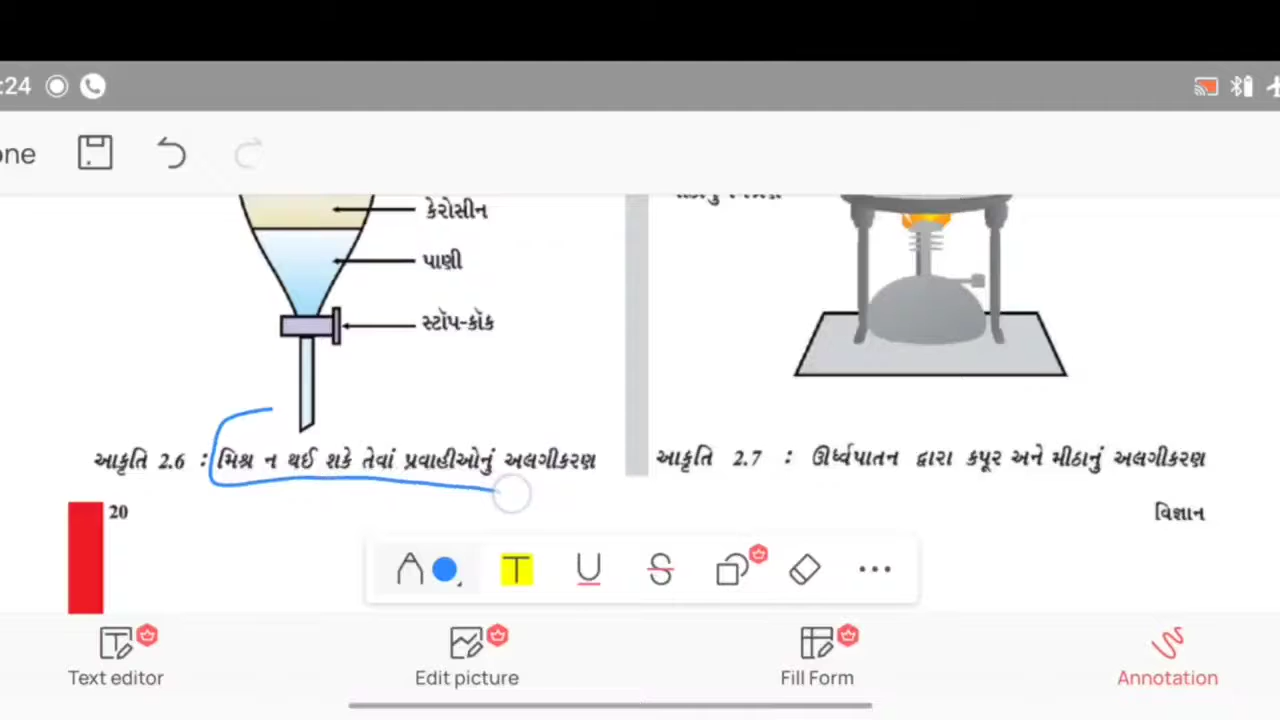 :24
one
કેરોસીન
પાણી
સ્ટૉપ-કૉક
આકૃતિ 2.6 : મિશ્ર ન થઈ શકે તેવાં પ્રવાહીઓનું અલગીકરણ
આકૃતિ 2.7 : ઊર્ધ્વપાતન દ્વારા કપૂર અને મીઠાનું અલગીકરણ
20
વિજ્ઞાન
T
U
S
Text editor
Edit picture
Fill Form
Annotation